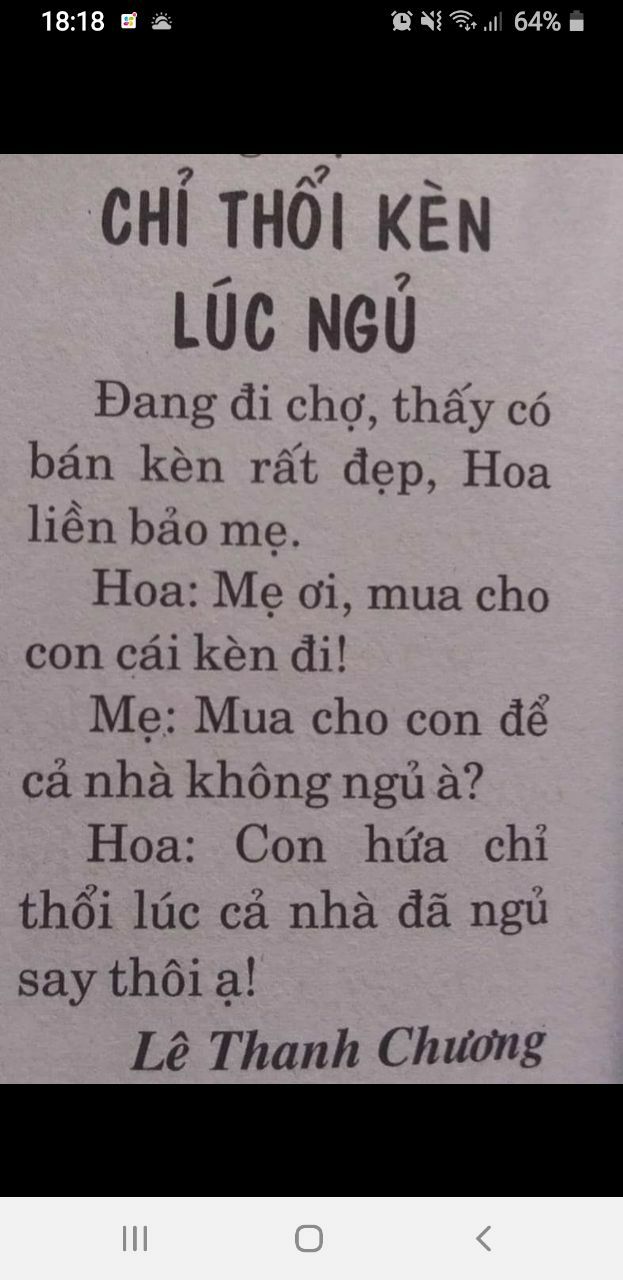 18:18 64%
CHỈ THỔI KÈN
LÚC NGỦ
Đang đi chợ, thấy có
bán kèn rất đẹp, Hoa
liền bảo mẹ.
Hoa: Mẹ ơi, mua cho
con cái kèn đi!
Mẹ: Mua cho con để
cả nhà không ngủ à?
Hoa: Con hứa chỉ
thổi lúc cả nhà đã ngủ
say thôi ạ!
Lê Thanh Chương